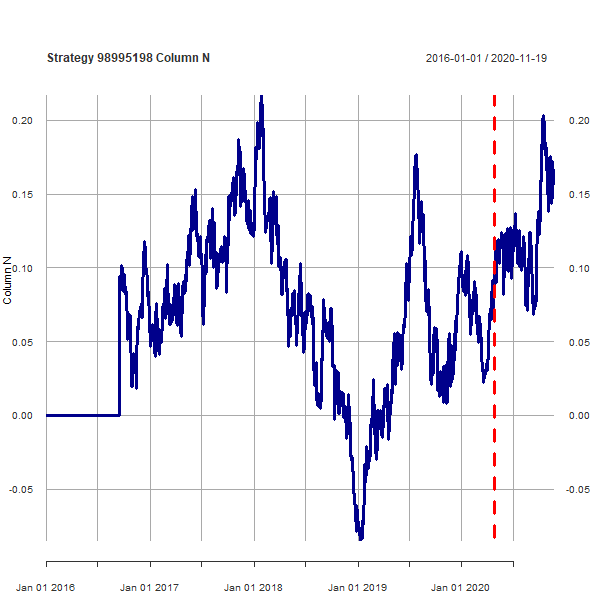 Strategy 98995198 Column N
2016-01-01 / 2020-11-19
0.20
0.20
0.15
0.15
0.10
0.10
Column N
0.05
0.05
0.00
0.00
-0.05
-0.05
Jan 01 2016
Jan 01 2017
Jan 01 2018
Jan 01 2019
Jan 01 2020